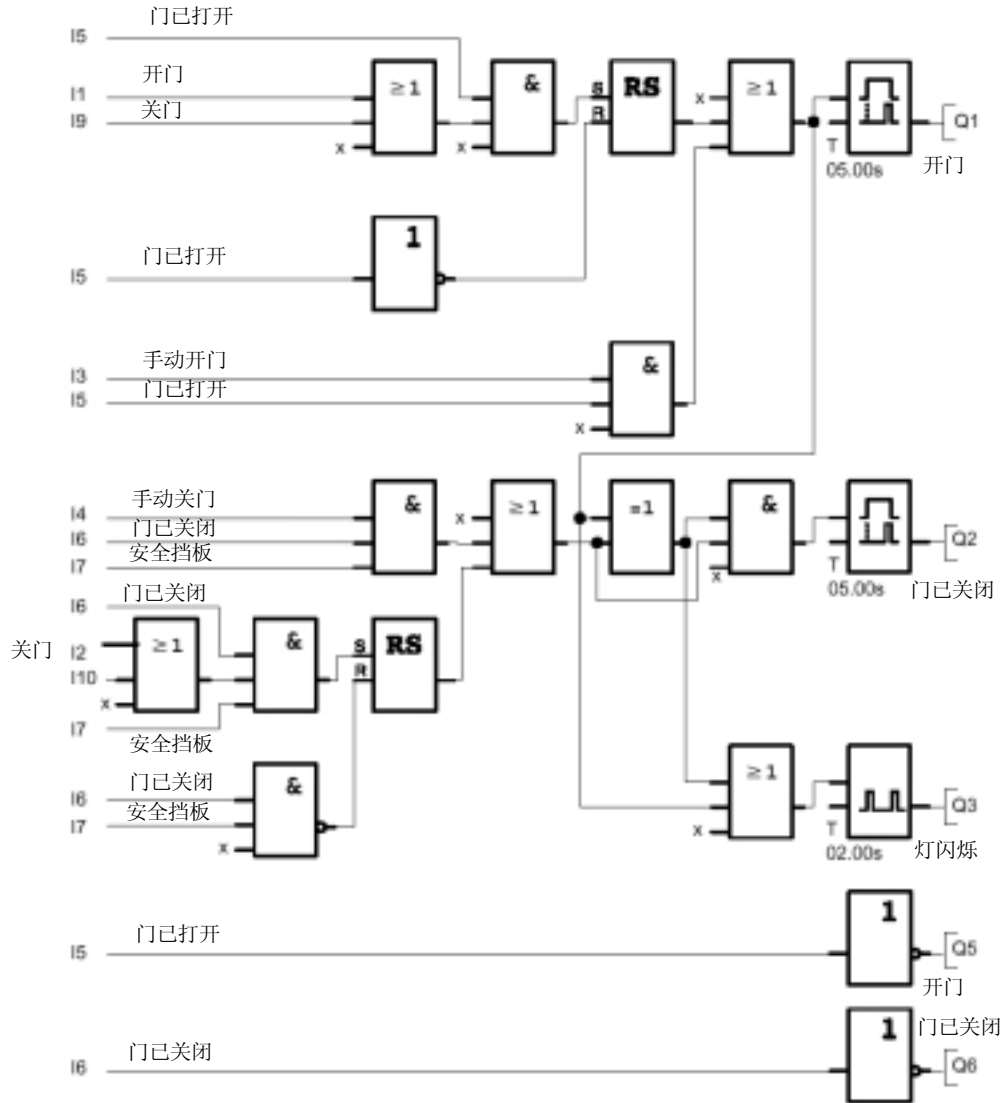 门已打开
I5
开门
I1
关门
I9
x
≥1
x
&
S
R
RS
x
≥1
T
05.00s
Q1
开门
门已打开
I5
1
手动开门
I3
门已打开
I5
x
&
手动关门
I4
门已关闭
I6
安全挡板
I7
&
x
≥1
=1
&
x
T
05.00s
Q2
门已关闭
门已关闭
I6
关门
I2
I10
x
≥1
&
S
R
RS
I7
安全挡板
门已关闭
I6
安全挡板
I7
x
&
≥1
x
T
02.00s
Q3
灯闪烁
门已打开
I5
1
Q5
开门
门已关闭
I6
1
门已关闭
Q6